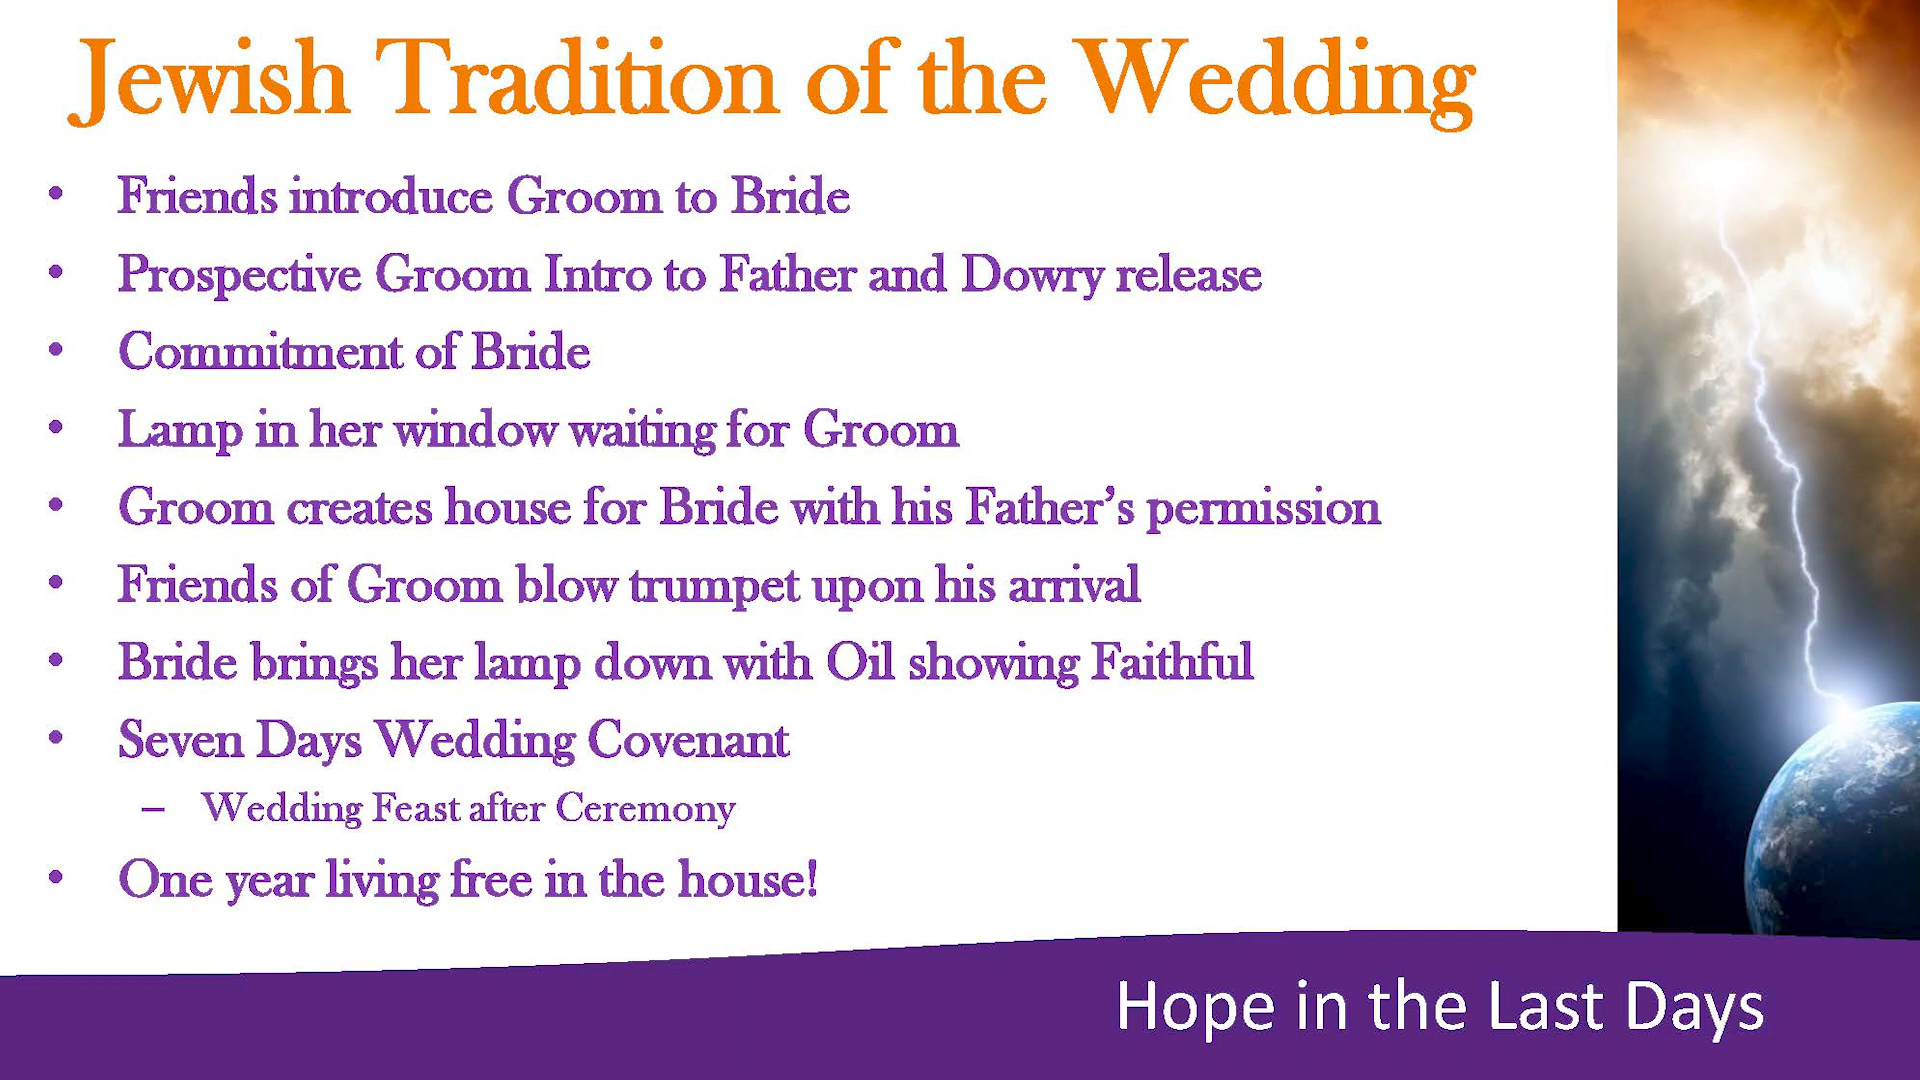 Jewish Tradition of the Wedding
• Friends introduce Groom to Bride
• Prospective Groom Intro to Father and Dowry release
• Commitment of Bride
• Lamp in her window waiting for Groom
• Groom creates house for Bride with his Father’s permission
• Friends of Groom blow trumpet upon his arrival
• Bride brings her lamp down with Oil showing Faithful
• Seven Days Wedding Covenant
– Wedding Feast after Ceremony
• One year living free in the house!
Hope in the Last Days